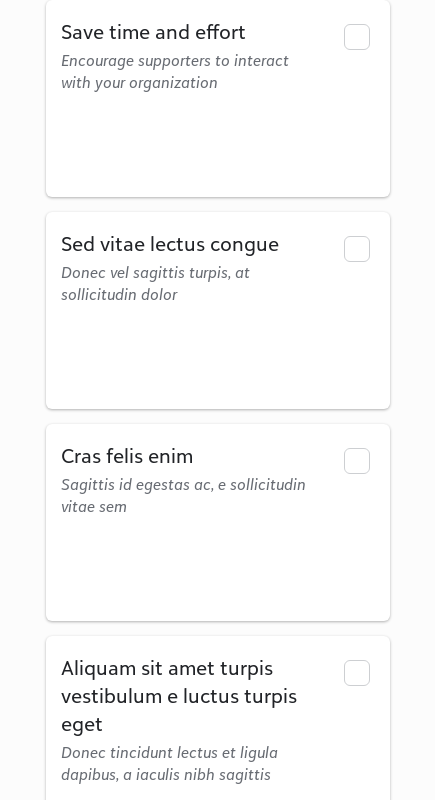 Save time and effort
Encourage supporters to interact
with your organization
Sed vitae lectus congue
Donec vel sagittis turpis, at
sollicitudin dolor
Cras felis enim
Sagittis id egestas ac, e sollicitudin
vitae sem
Aliquam sit amet turpis
vestibulum e luctus turpis
eget
Donec tincidunt lectus et ligula
dapibus, a iaculis nibh sagittis